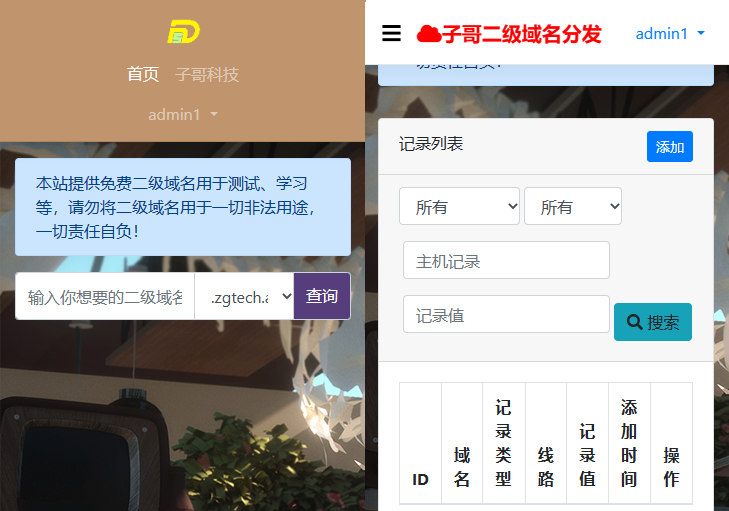 首页 子哥科技
admin1
本站提供免费二级域名用于测试、学习
等，请勿将二级域名用于一切非法用途，
一切责任自负！
输入你想要的二级域名 .zgtech. 查询
子哥二级域名分发 admin1
切责任自负！
记录列表 添加
所有 所有
主机记录
记录值 搜索
ID 域名 记录类型 线路 记录值 添加时间 操作